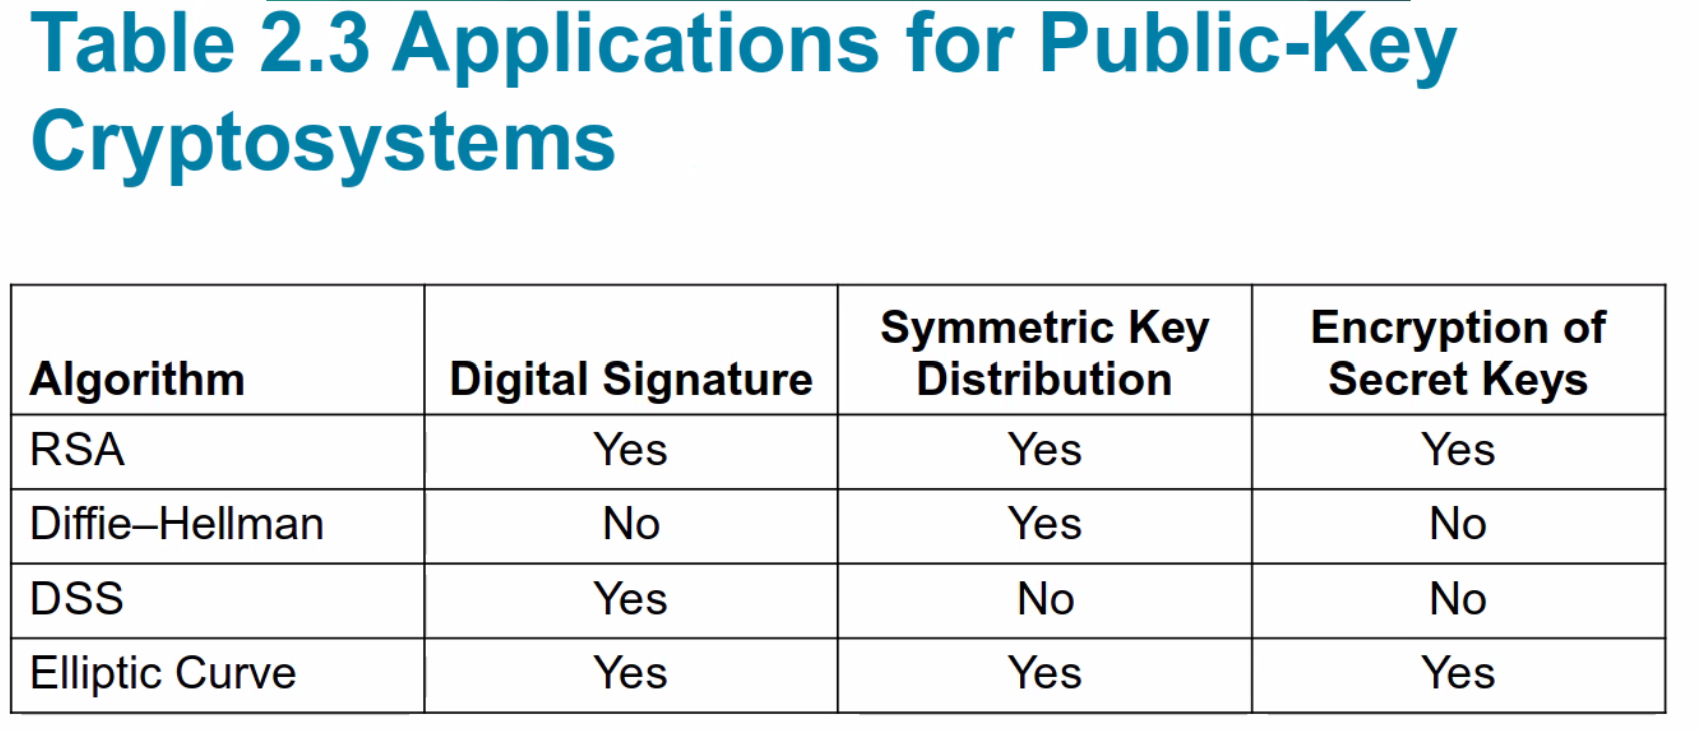 Table 2.3 Applications for Public-Key
Cryptosystems
Algorithm Digital Signature Symmetric Key Distribution Encryption of Secret Keys
RSA Yes Yes Yes
Diffie–Hellman No Yes No
DSS Yes No No
Elliptic Curve Yes Yes Yes